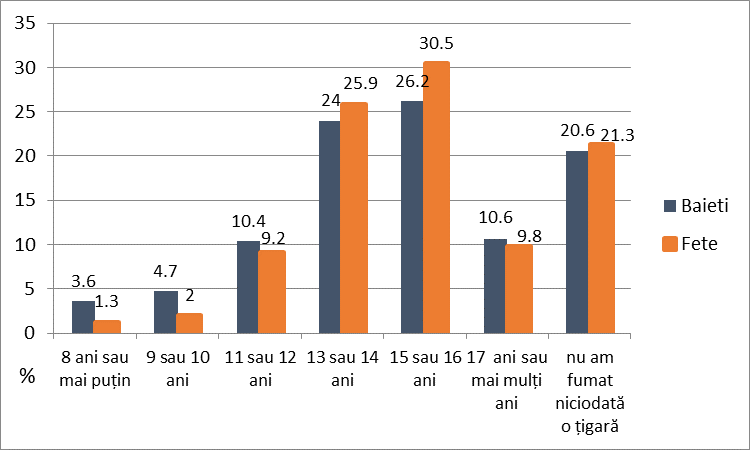 35
30
25
20
15
10
5
0
%
3.6
1.3
4.7
2
10.4
9.2
24
25.9
26.2
30.5
10.6
9.8
20.6
21.3
8 ani sau
mai puțin
9 sau 10
ani
11 sau 12
ani
13 sau 14
ani
15 sau 16
ani
17 ani sau
mai mulți
ani
nu am
fumat
niciodată
o țigară
Baieti
Fete